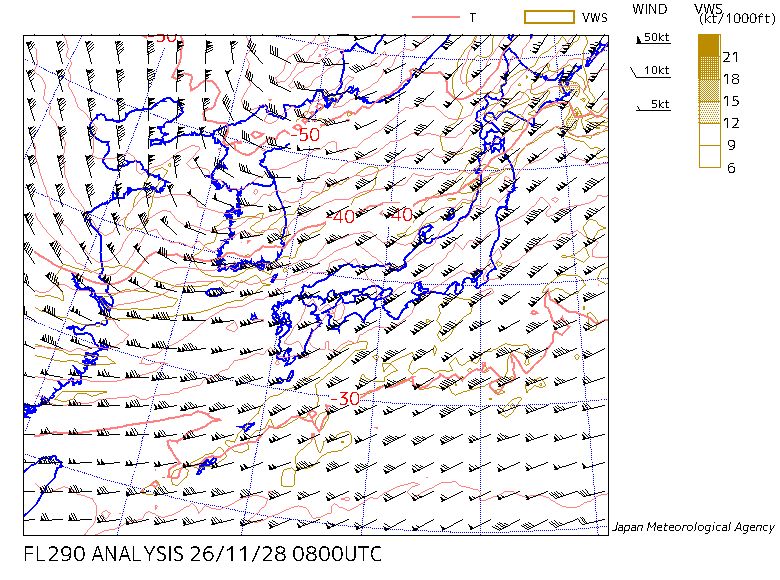 WIND VWS
T VWS (kt/1000ft)
50kt
10kt
5kt
21
18
15
12
9
6
-50
-50
-40 -40
-30
Japan Meteorological Agency
FL290 ANALYSIS 26/11/28 0800UTC